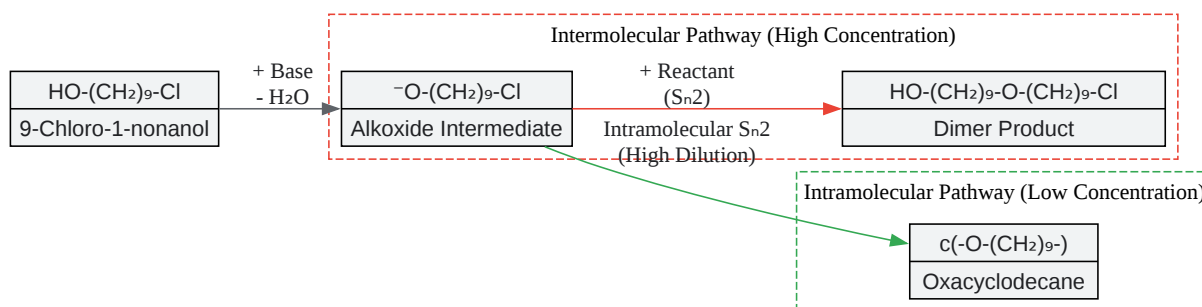 Intermolecular Pathway (High Concentration)
HO-(CH₂)₉-Cl
9-Chloro-1-nonanol
+ Base
- H₂O
⁻O-(CH₂)₉-Cl
Alkoxide Intermediate
+ Reactant
(Sₙ2)
Intramolecular Sₙ2
(High Dilution)
HO-(CH₂)₉-O-(CH₂)₉-Cl
Dimer Product
Intramolecular Pathway (Low Concentration)
c(-O-(CH₂)₉-)
Oxacyclodecane